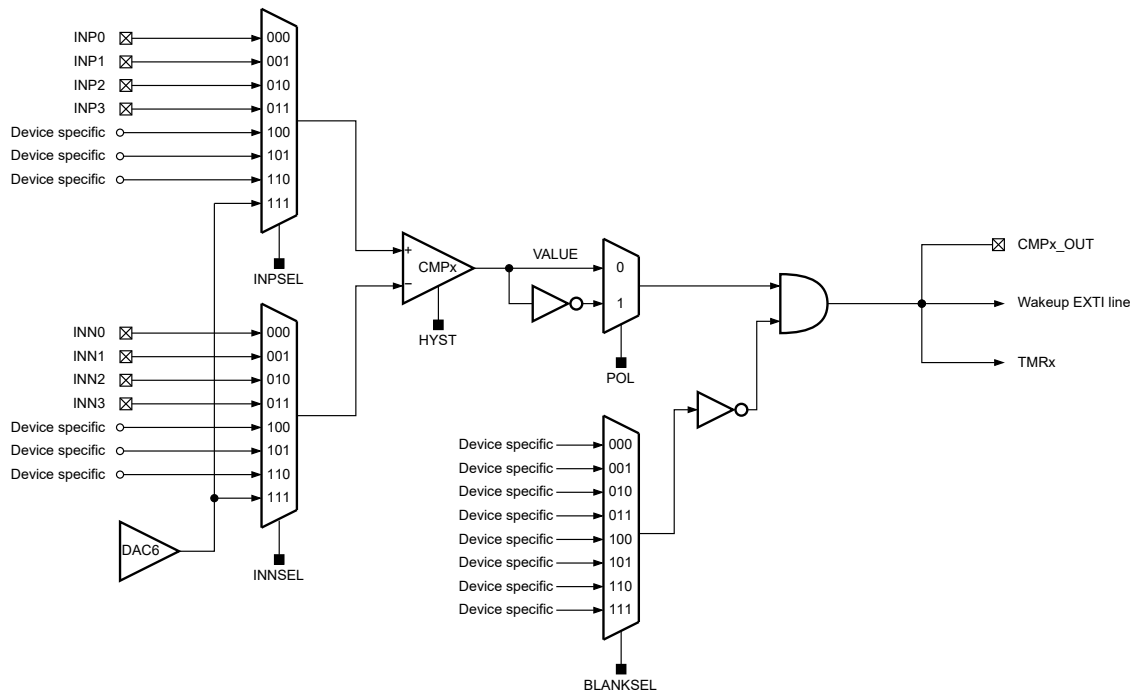 INP0 000
INP1 001
INP2 010
INP3 011
Device specific 100
Device specific 101
Device specific 110
111
INPSEL
INN0 000
INN1 001
INN2 010
INN3 011
Device specific 100
Device specific 101
Device specific 110
111
INNSEL
DAC6
+
CMPx
−
HYST
VALUE
0
1
POL
Device specific 000
Device specific 001
Device specific 010
Device specific 011
Device specific 100
Device specific 101
Device specific 110
Device specific 111
BLANKSEL
CMPx_OUT
Wakeup EXTI line
TMRx